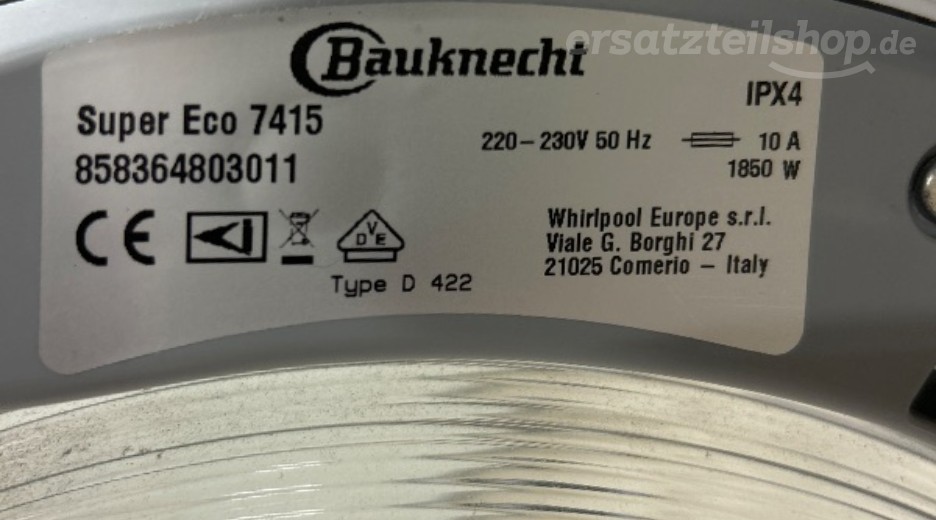 ersatzteilshop.de
Bauknecht
IPX4
Super Eco 7415
220-230V 50 Hz 10 A
858364803011
1850 W
CE
VDE
Whirlpool Europe s.r.l.
Viale G. Borghi 27
21025 Comerio – Italy
Type D 422